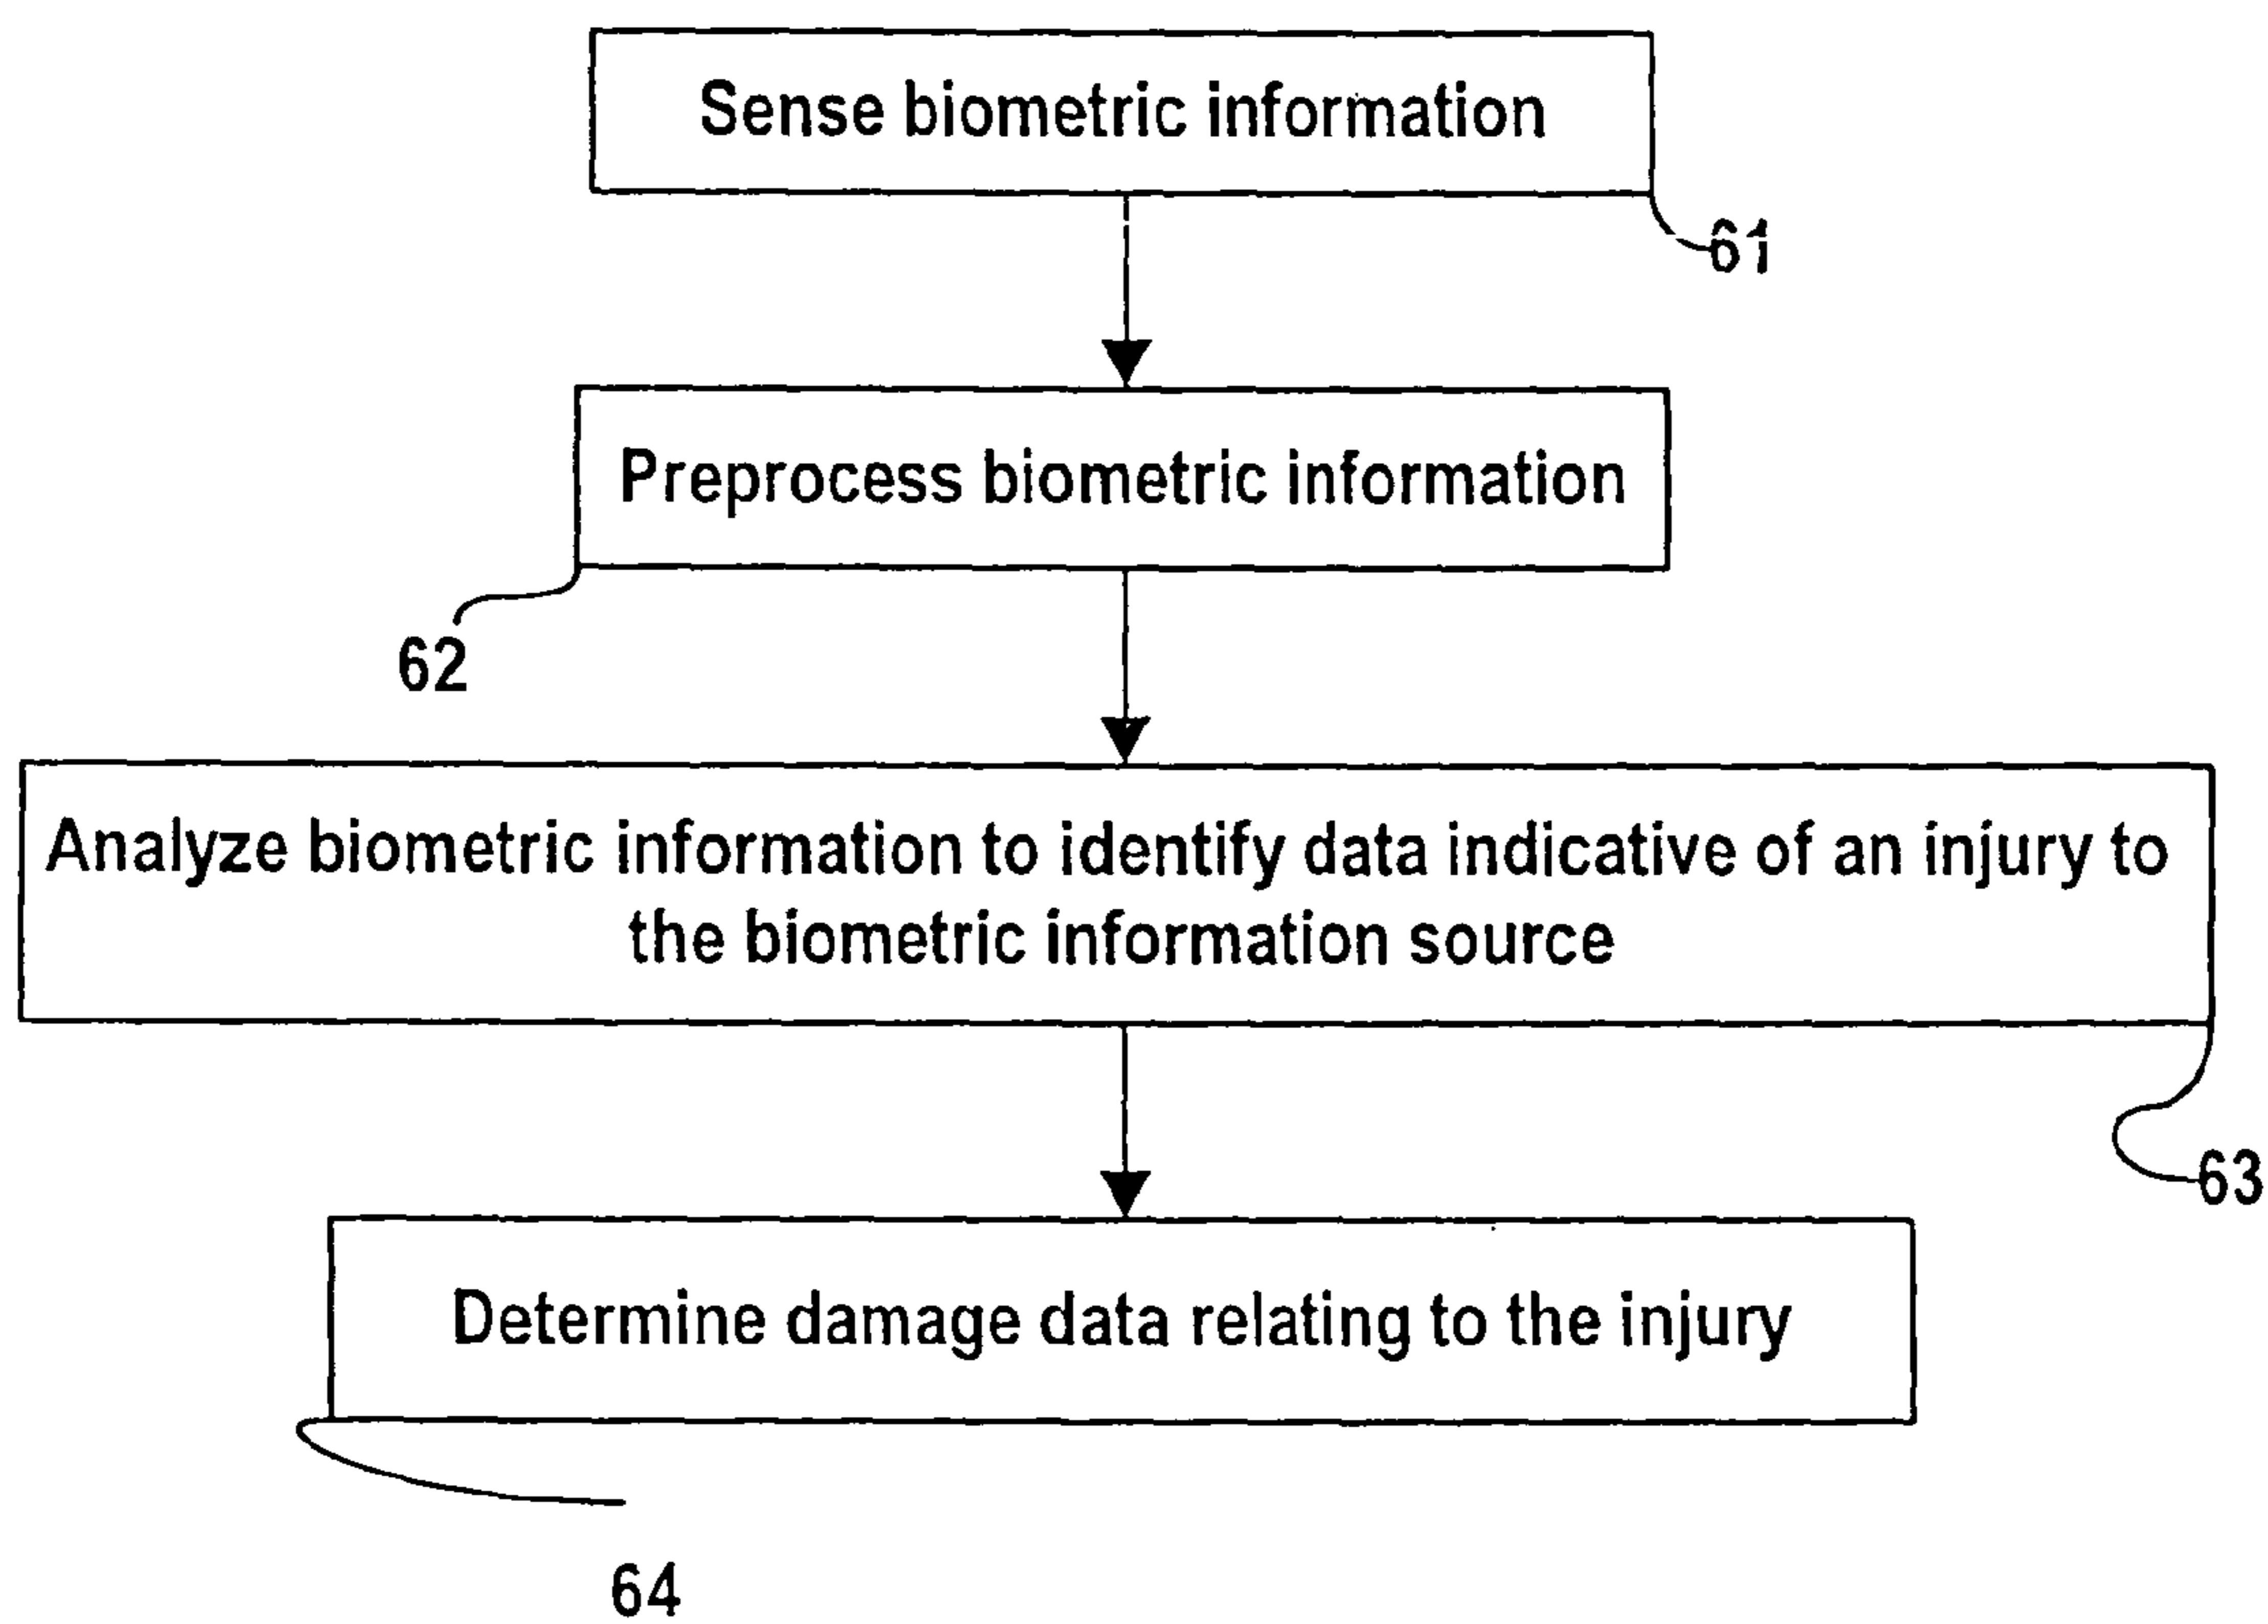 Sense biometric information
61
Preprocess biometric information
62
Analyze biometric information to identify data indicative of an injury to
the biometric information source
63
Determine damage data relating to the injury
64